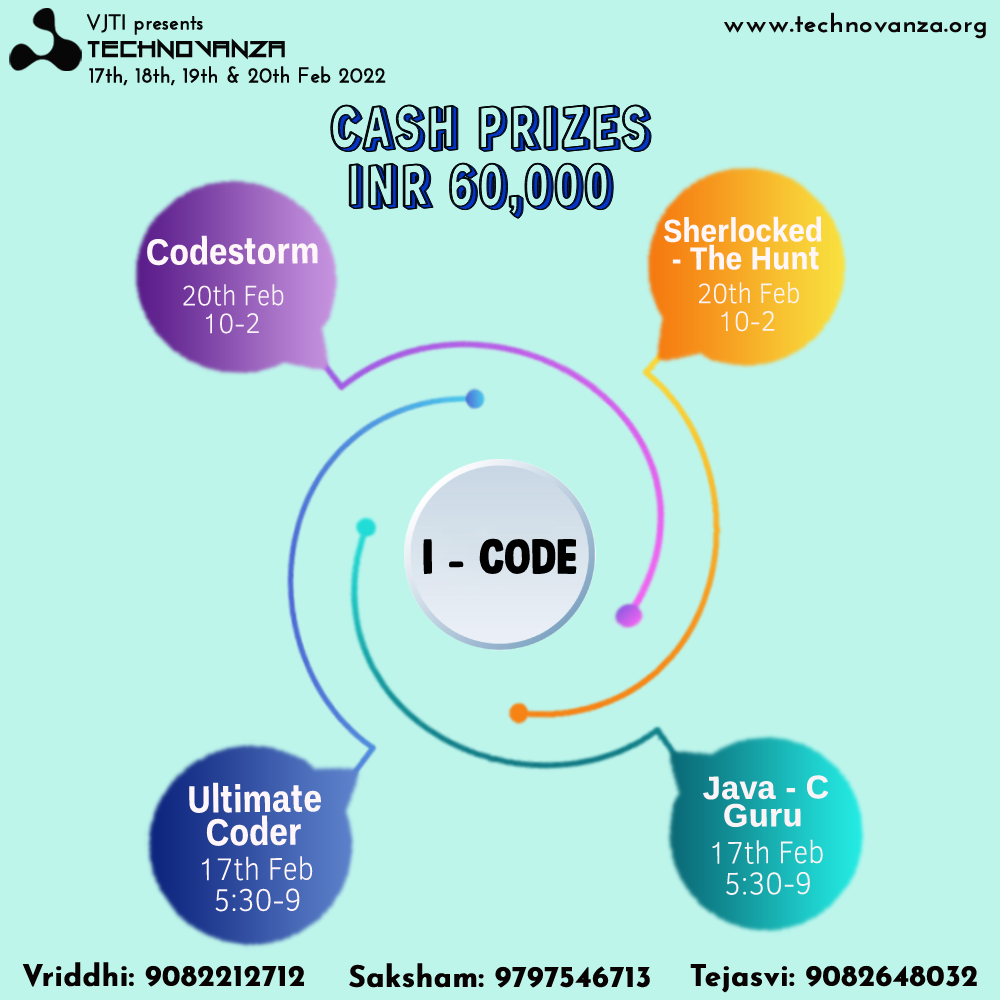 VJTI presents
TECHNOVANZA
17th, 18th, 19th & 20th Feb 2022
www.technovanza.org
CASH PRIZES
INR 60,000
Codestorm
20th Feb
10-2
Sherlocked
- The Hunt
20th Feb
10-2
I - CODE
Ultimate
Coder
17th Feb
5:30-9
Java - C
Guru
17th Feb
5:30-9
Vriddhi: 9082212712
Saksham: 9797546713
Tejasvi: 9082648032